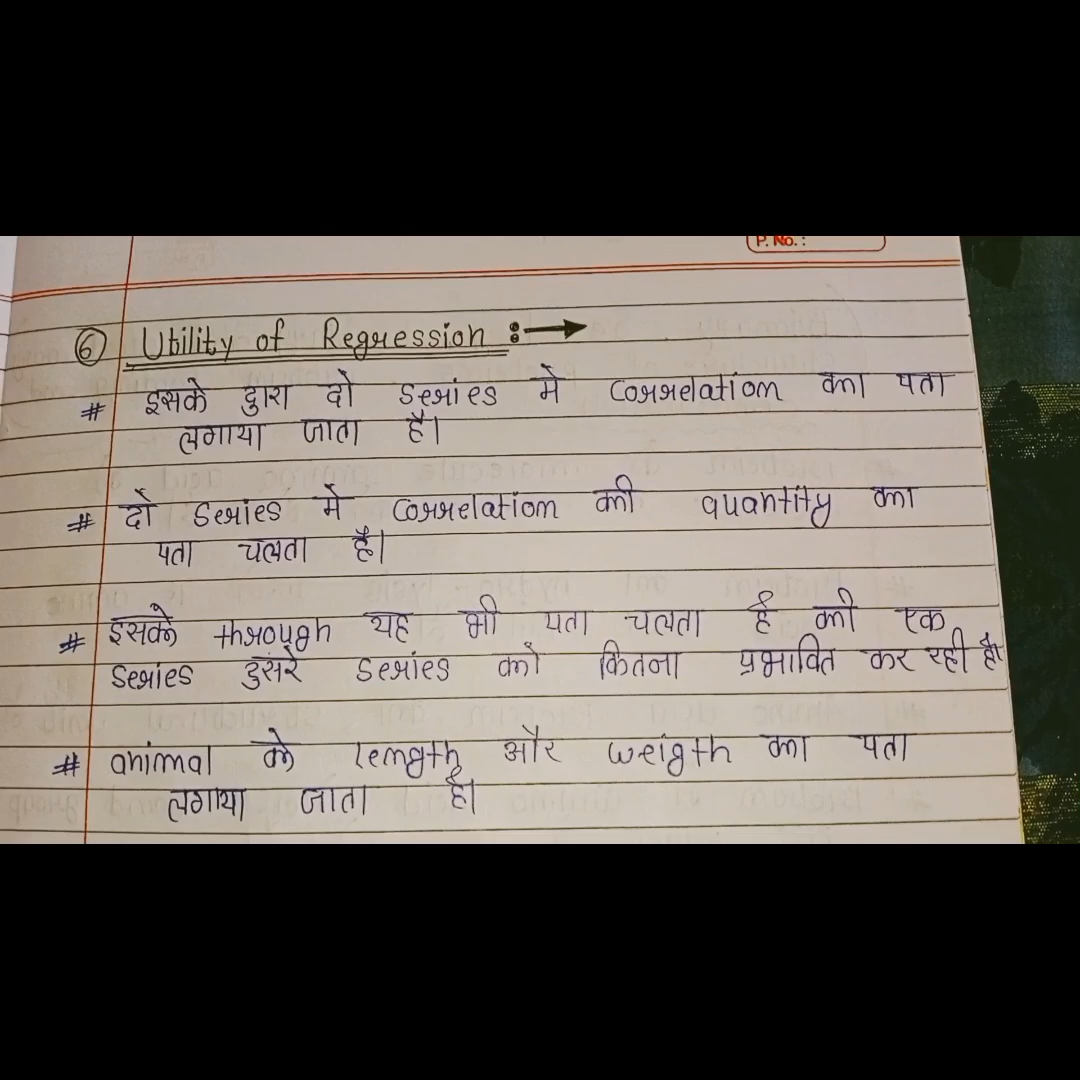 P. No. :
⑥ Utility of Regression :→
# इसके द्वारा दो series मे correlation का पता
लगाया जाता है।
# दो series मे correlation की quantity का
पता चलता है।
# इसके through यह भी पता चलता है की एक
series दुसरे series को कितना प्रभावित कर रही है।
# animal के length और weigth का पता
लगाया जाता है।